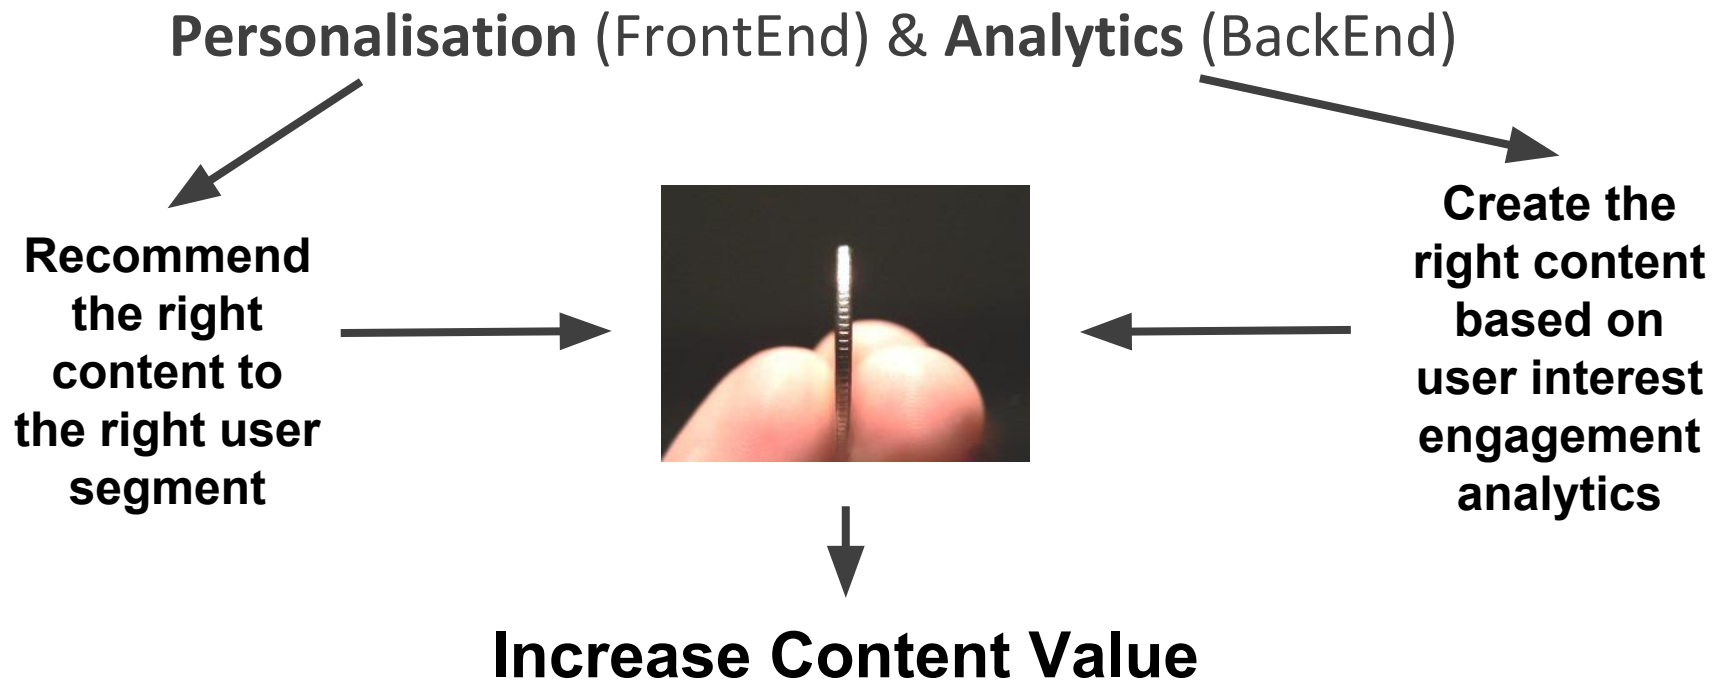 Personalisation (FrontEnd) & Analytics (BackEnd)
Recommend
the right
content to
the right user
segment
Create the
right content
based on
user interest
engagement
analytics
Increase Content Value